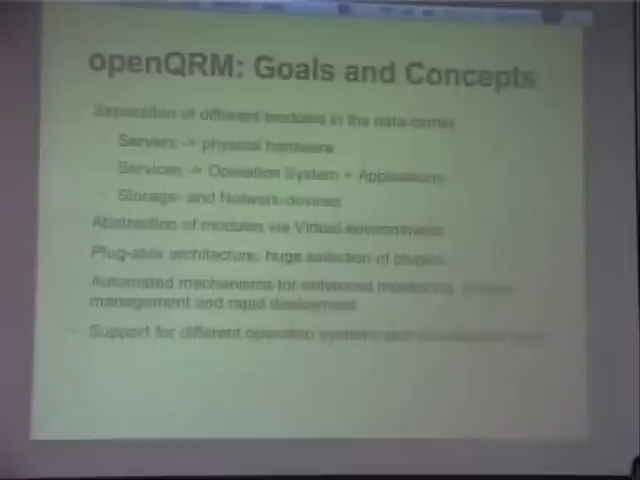 openQRM: Goals and Concepts
Separation of different modules in the data-center
- Servers -> physical hardware
- Services -> Operation System + Applications
- Storage- and Network-devices
Abstraction of modules via Virtual-environments
Plug-able architecture, huge selection of plugins
Automated mechanisms for enhanced monitoring,
management and rapid deployment
- Support for different operation systems and